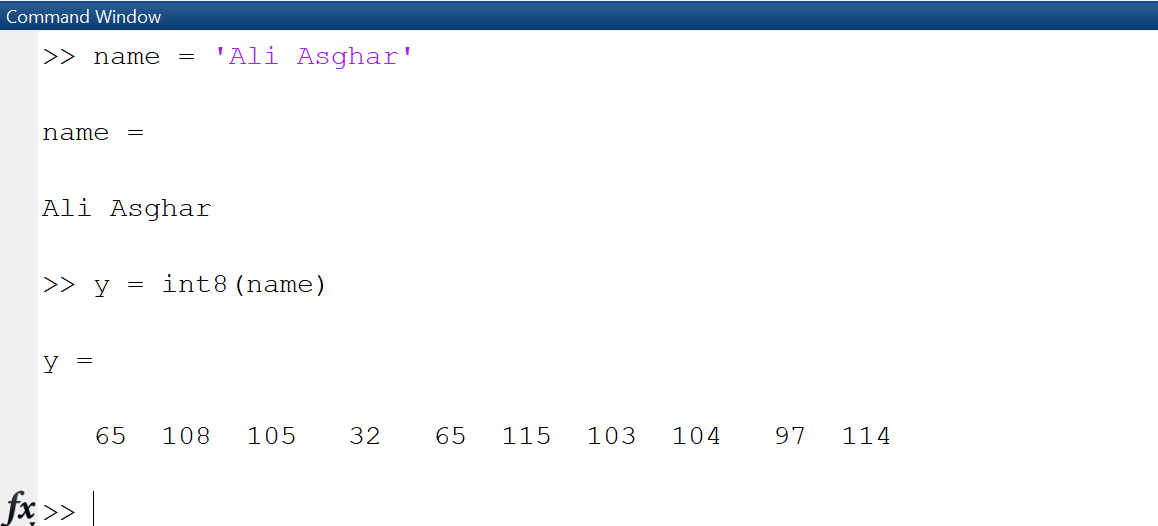 Command Window
>> name = 'Ali Asghar'
name =
Ali Asghar
>> y = int8(name)
y =
65 108 105 32 65 115 103 104 97 114
fx >>